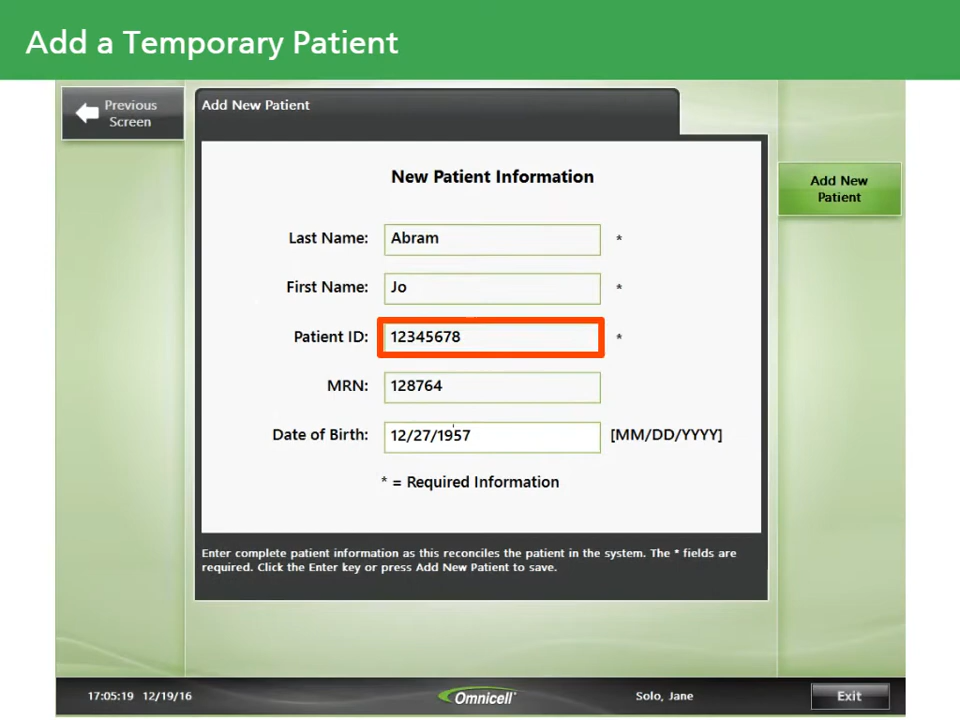 Add a Temporary Patient
Previous
Screen
Add New Patient
Add New
Patient
New Patient Information
Last Name: Abram *
First Name: Jo *
Patient ID: 12345678 *
MRN: 128764
Date of Birth: 12/27/1957 [MM/DD/YYYY]
* = Required Information
Enter complete patient information as this reconciles the patient in the system. The * fields are
required. Click the Enter key or press Add New Patient to save.
17:05:19 12/19/16 Omnicell Solo, Jane Exit